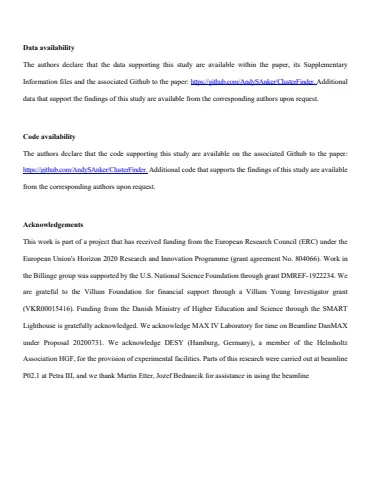 Data availability
The authors declare that the data supporting this study are available within the paper, its Supplementary
Information files and the associated Github to the paper: https://github.com/AndySAnker/ClusterFinder. Additional
data that support the findings of this study are available from the corresponding authors upon request.
Code availability
The authors declare that the code supporting this study are available on the associated Github to the paper:
https://github.com/AndySAnker/ClusterFinder. Additional code that supports the findings of this study are available
from the corresponding authors upon request.
Acknowledgements
This work is part of a project that has received funding from the European Research Council (ERC) under the
European Union's Horizon 2020 Research and Innovation Programme (grant agreement No. 804066). Work in
the Billinge group was supported by the U.S. National Science Foundation through grant DMREF-1922234. We
are grateful to the Villum Foundation for financial support through a Villum Young Investigator grant
(VKR00015416). Funding from the Danish Ministry of Higher Education and Science through the SMART
Lighthouse is gratefully acknowledged. We acknowledge MAX IV Laboratory for time on Beamline DanMAX
under Proposal 20200731. We acknowledge DESY (Hamburg, Germany), a member of the Helmholtz
Association HGF, for the provision of experimental facilities. Parts of this research were carried out at beamline
P02.1 at Petra III, and we thank Martin Etter, Jozef Bednarcik for assistance in using the beamline